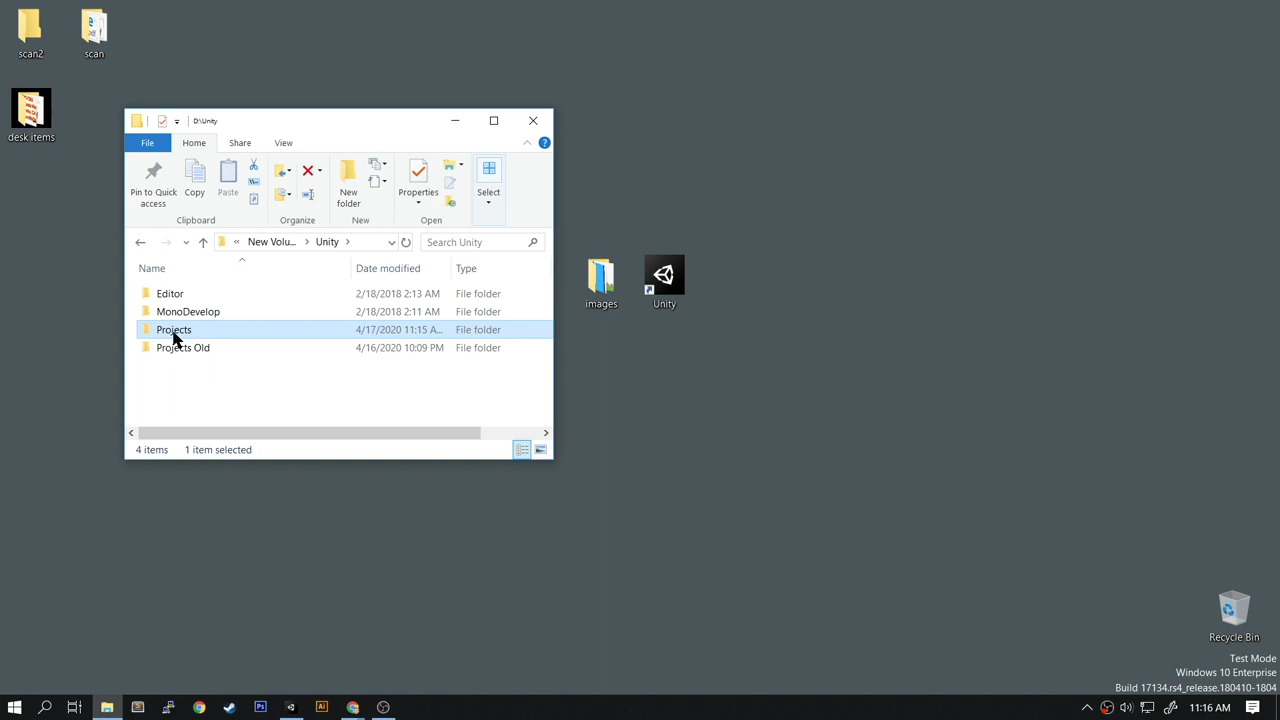 scan2
scan
desk items
D:\Unity
File
Home
Share
View
Pin to Quick access
Copy
Paste
New folder
Properties
Select
Clipboard
Organize
New
Open
« New Volu... > Unity >
Search Unity
Name
Date modified
Type
Editor
2/18/2018 2:13 AM
File folder
MonoDevelop
2/18/2018 2:11 AM
File folder
Projects
4/17/2020 11:15 A...
File folder
Projects Old
4/16/2020 10:09 PM
File folder
4 items
1 item selected
images
Unity
Recycle Bin
Test Mode
Windows 10 Enterprise
Build 17134.rs4_release.180410-1804
Ps
Ai
11:16 AM